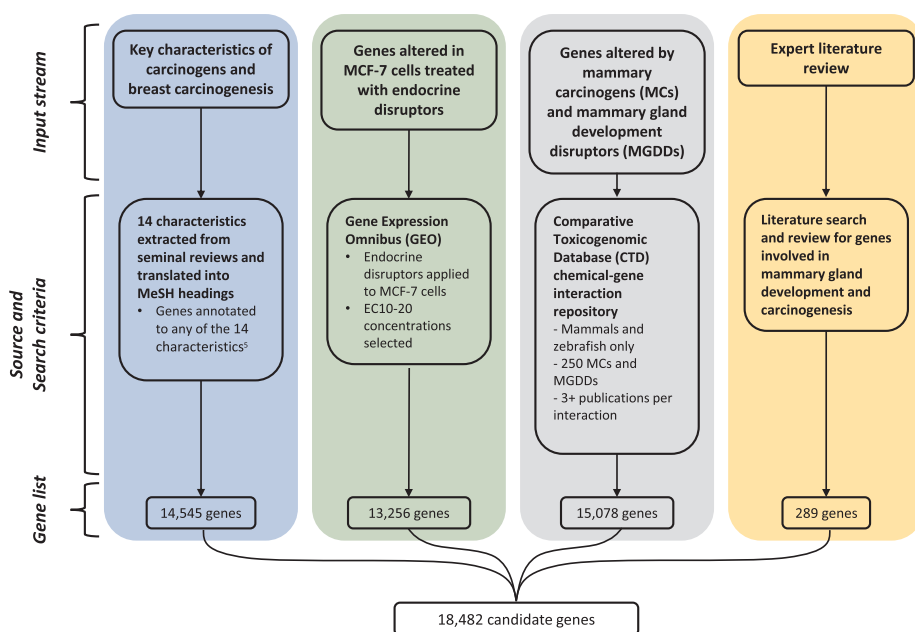 Input stream
Key characteristics of
carcinogens and
breast carcinogenesis
Genes altered in
MCF-7 cells treated
with endocrine
disruptors
Genes altered by
mammary
carcinogens (MCs)
and mammary gland
development
disruptors (MGDDs)
Expert literature
review
Source and
Search criteria
14 characteristics
extracted from
seminal reviews and
translated into
MeSH headings
• Genes annotated
to any of the 14
characteristics⁵
Gene Expression
Omnibus (GEO)
• Endocrine
disruptors applied
to MCF-7 cells
• EC10-20
concentrations
selected
Comparative
Toxicogenomic
Database (CTD)
chemical-gene
interaction
repository
- Mammals and
zebrafish only
- 250 MCs and
MGDDs
- 3+ publications per
interaction
Literature search
and review for genes
involved in
mammary gland
development and
carcinogenesis
Gene list
14,545 genes
13,256 genes
15,078 genes
289 genes
18,482 candidate genes